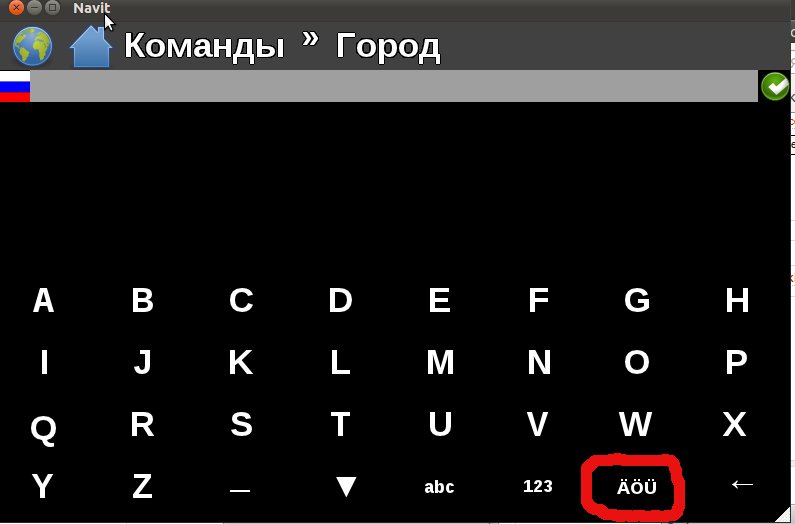 Navit
Команды » Город
A B C D E F G H
I J K L M N O P
Q R S T U V W X
Y Z _ ▼ abc 123 ÄÖÜ ←